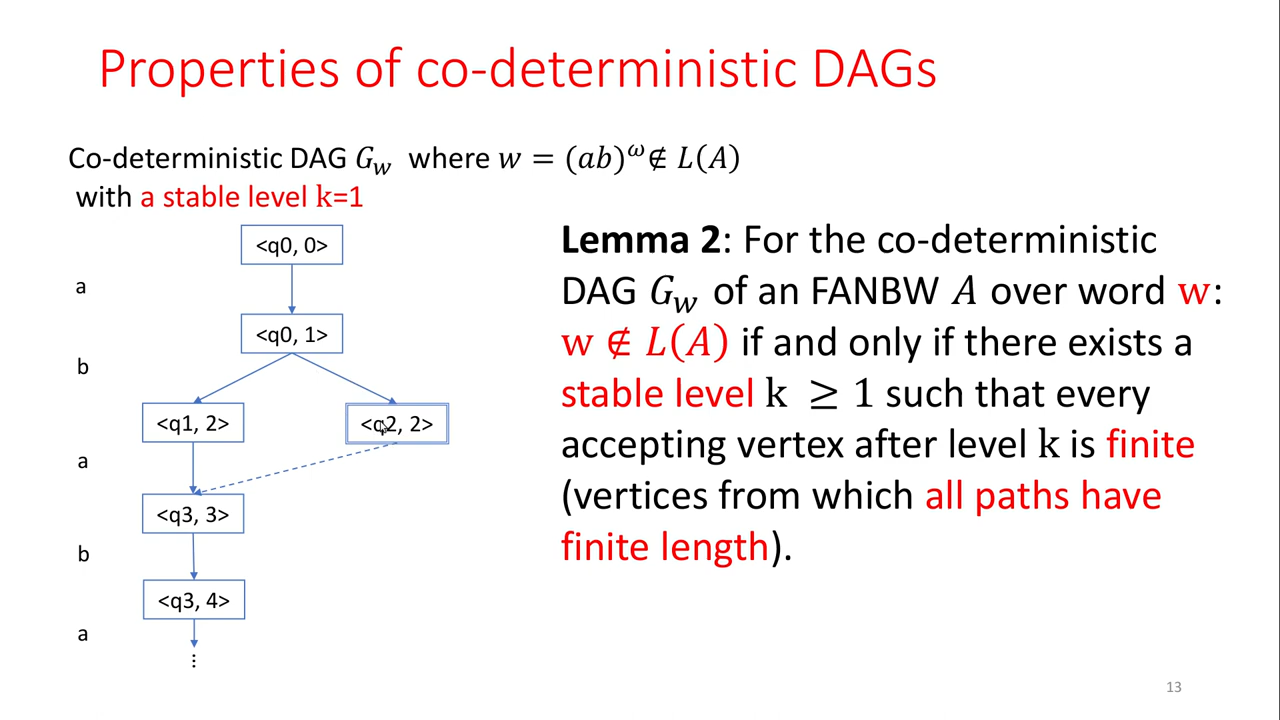 Properties of co-deterministic DAGs
Co-deterministic DAG G_w where w = (ab)^ω ∉ L(A)
with a stable level k=1
<q0, 0>
a
<q0, 1>
b
<q1, 2>
<q2, 2>
a
<q3, 3>
b
<q3, 4>
a
⋮
Lemma 2: For the co-deterministic
DAG G_w of an FANBW A over word w:
w ∉ L(A) if and only if there exists a
stable level k ≥ 1 such that every
accepting vertex after level k is finite
(vertices from which all paths have
finite length).
13